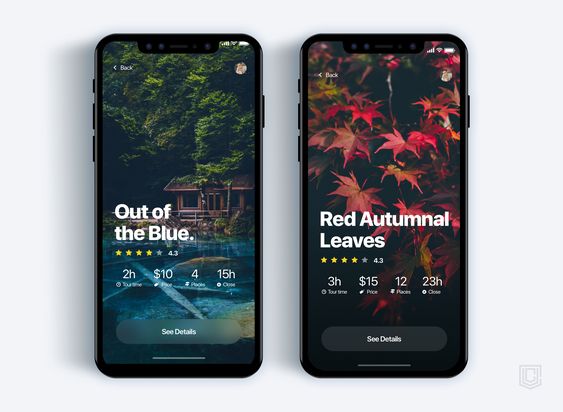 Back
Out of
the Blue.
4.3
2h $10 4 15h
Tour time Price Places Close
See Details
Back
Red Autumnal
Leaves
4.3
3h $15 12 23h
Tour time Price Places Close
See Details